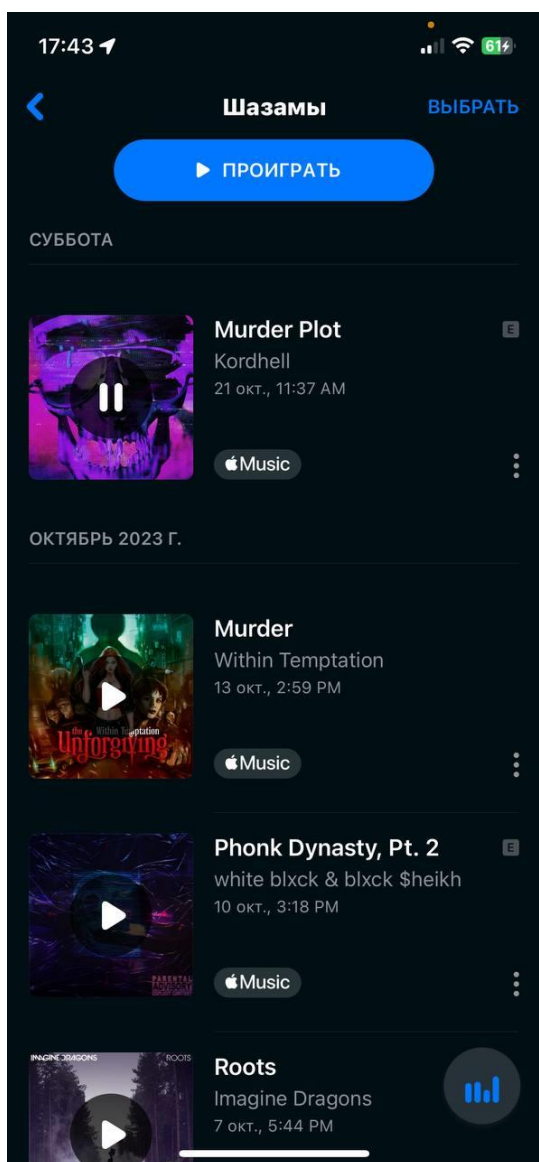 17:43
61
Шазамы
ВЫБРАТЬ
ПРОИГРАТЬ
СУББОТА
Murder Plot
E
Kordhell
21 окт., 11:37 AM
Music
ОКТЯБРЬ 2023 Г.
Murder
Within Temptation
13 окт., 2:59 PM
Within Temptation
the Unforgiving
Music
Phonk Dynasty, Pt. 2
E
white blxck & blxck $heikh
10 окт., 3:18 PM
PARENTAL
ADVISORY
Music
IMAGINE DRAGONS
ROOTS
Roots
Imagine Dragons
7 окт., 5:44 PM